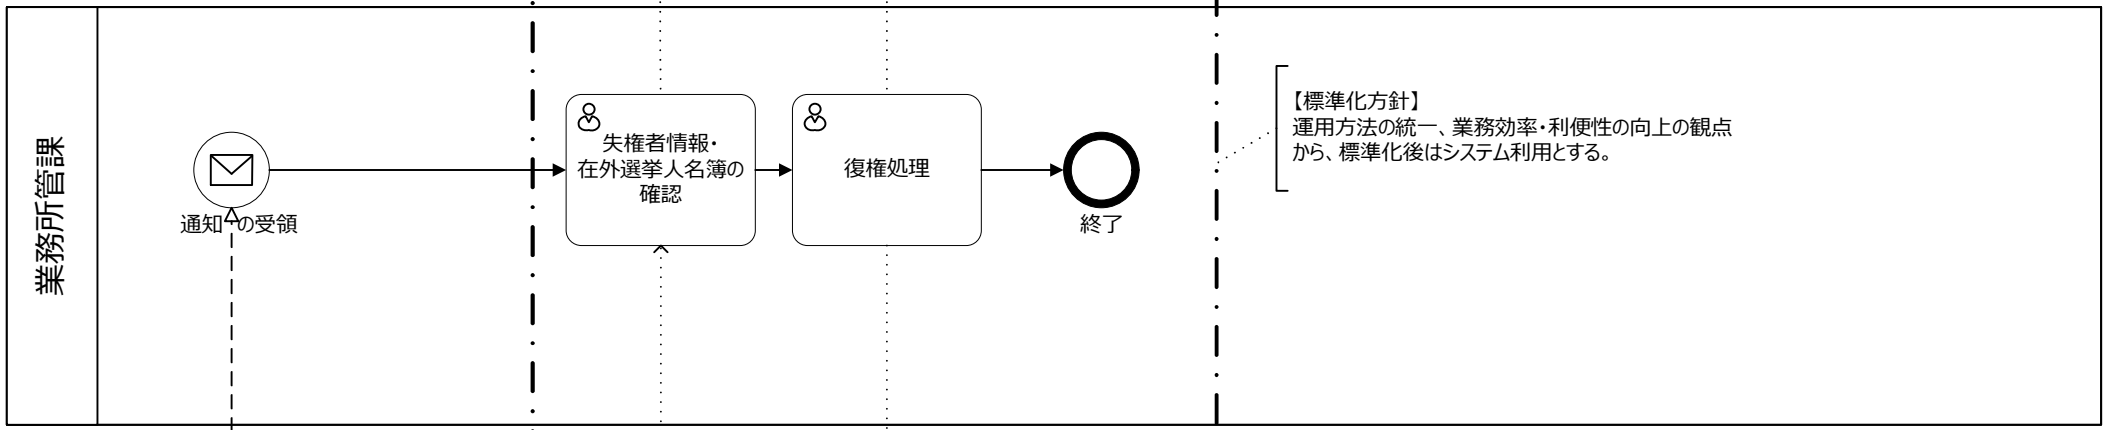 業務所管課
通知 の受領
失権者情報・
在外選挙人名簿の
確認
復権処理
終了
【標準化方針】
運用方法の統一、業務効率・利便性の向上の観点
から、標準化後はシステム利用とする。